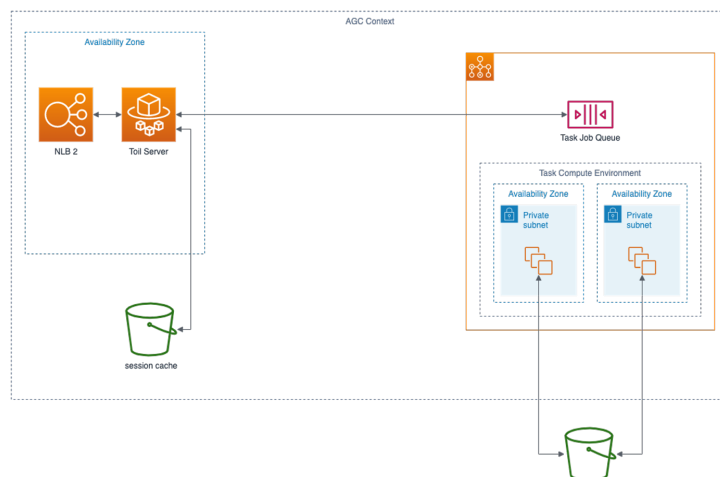 AGC Context
Availability Zone
NLB 2
Toil Server
Task Job Queue
Task Compute Environment
Availability Zone
Availability Zone
Private
subnet
Private
subnet
session cache